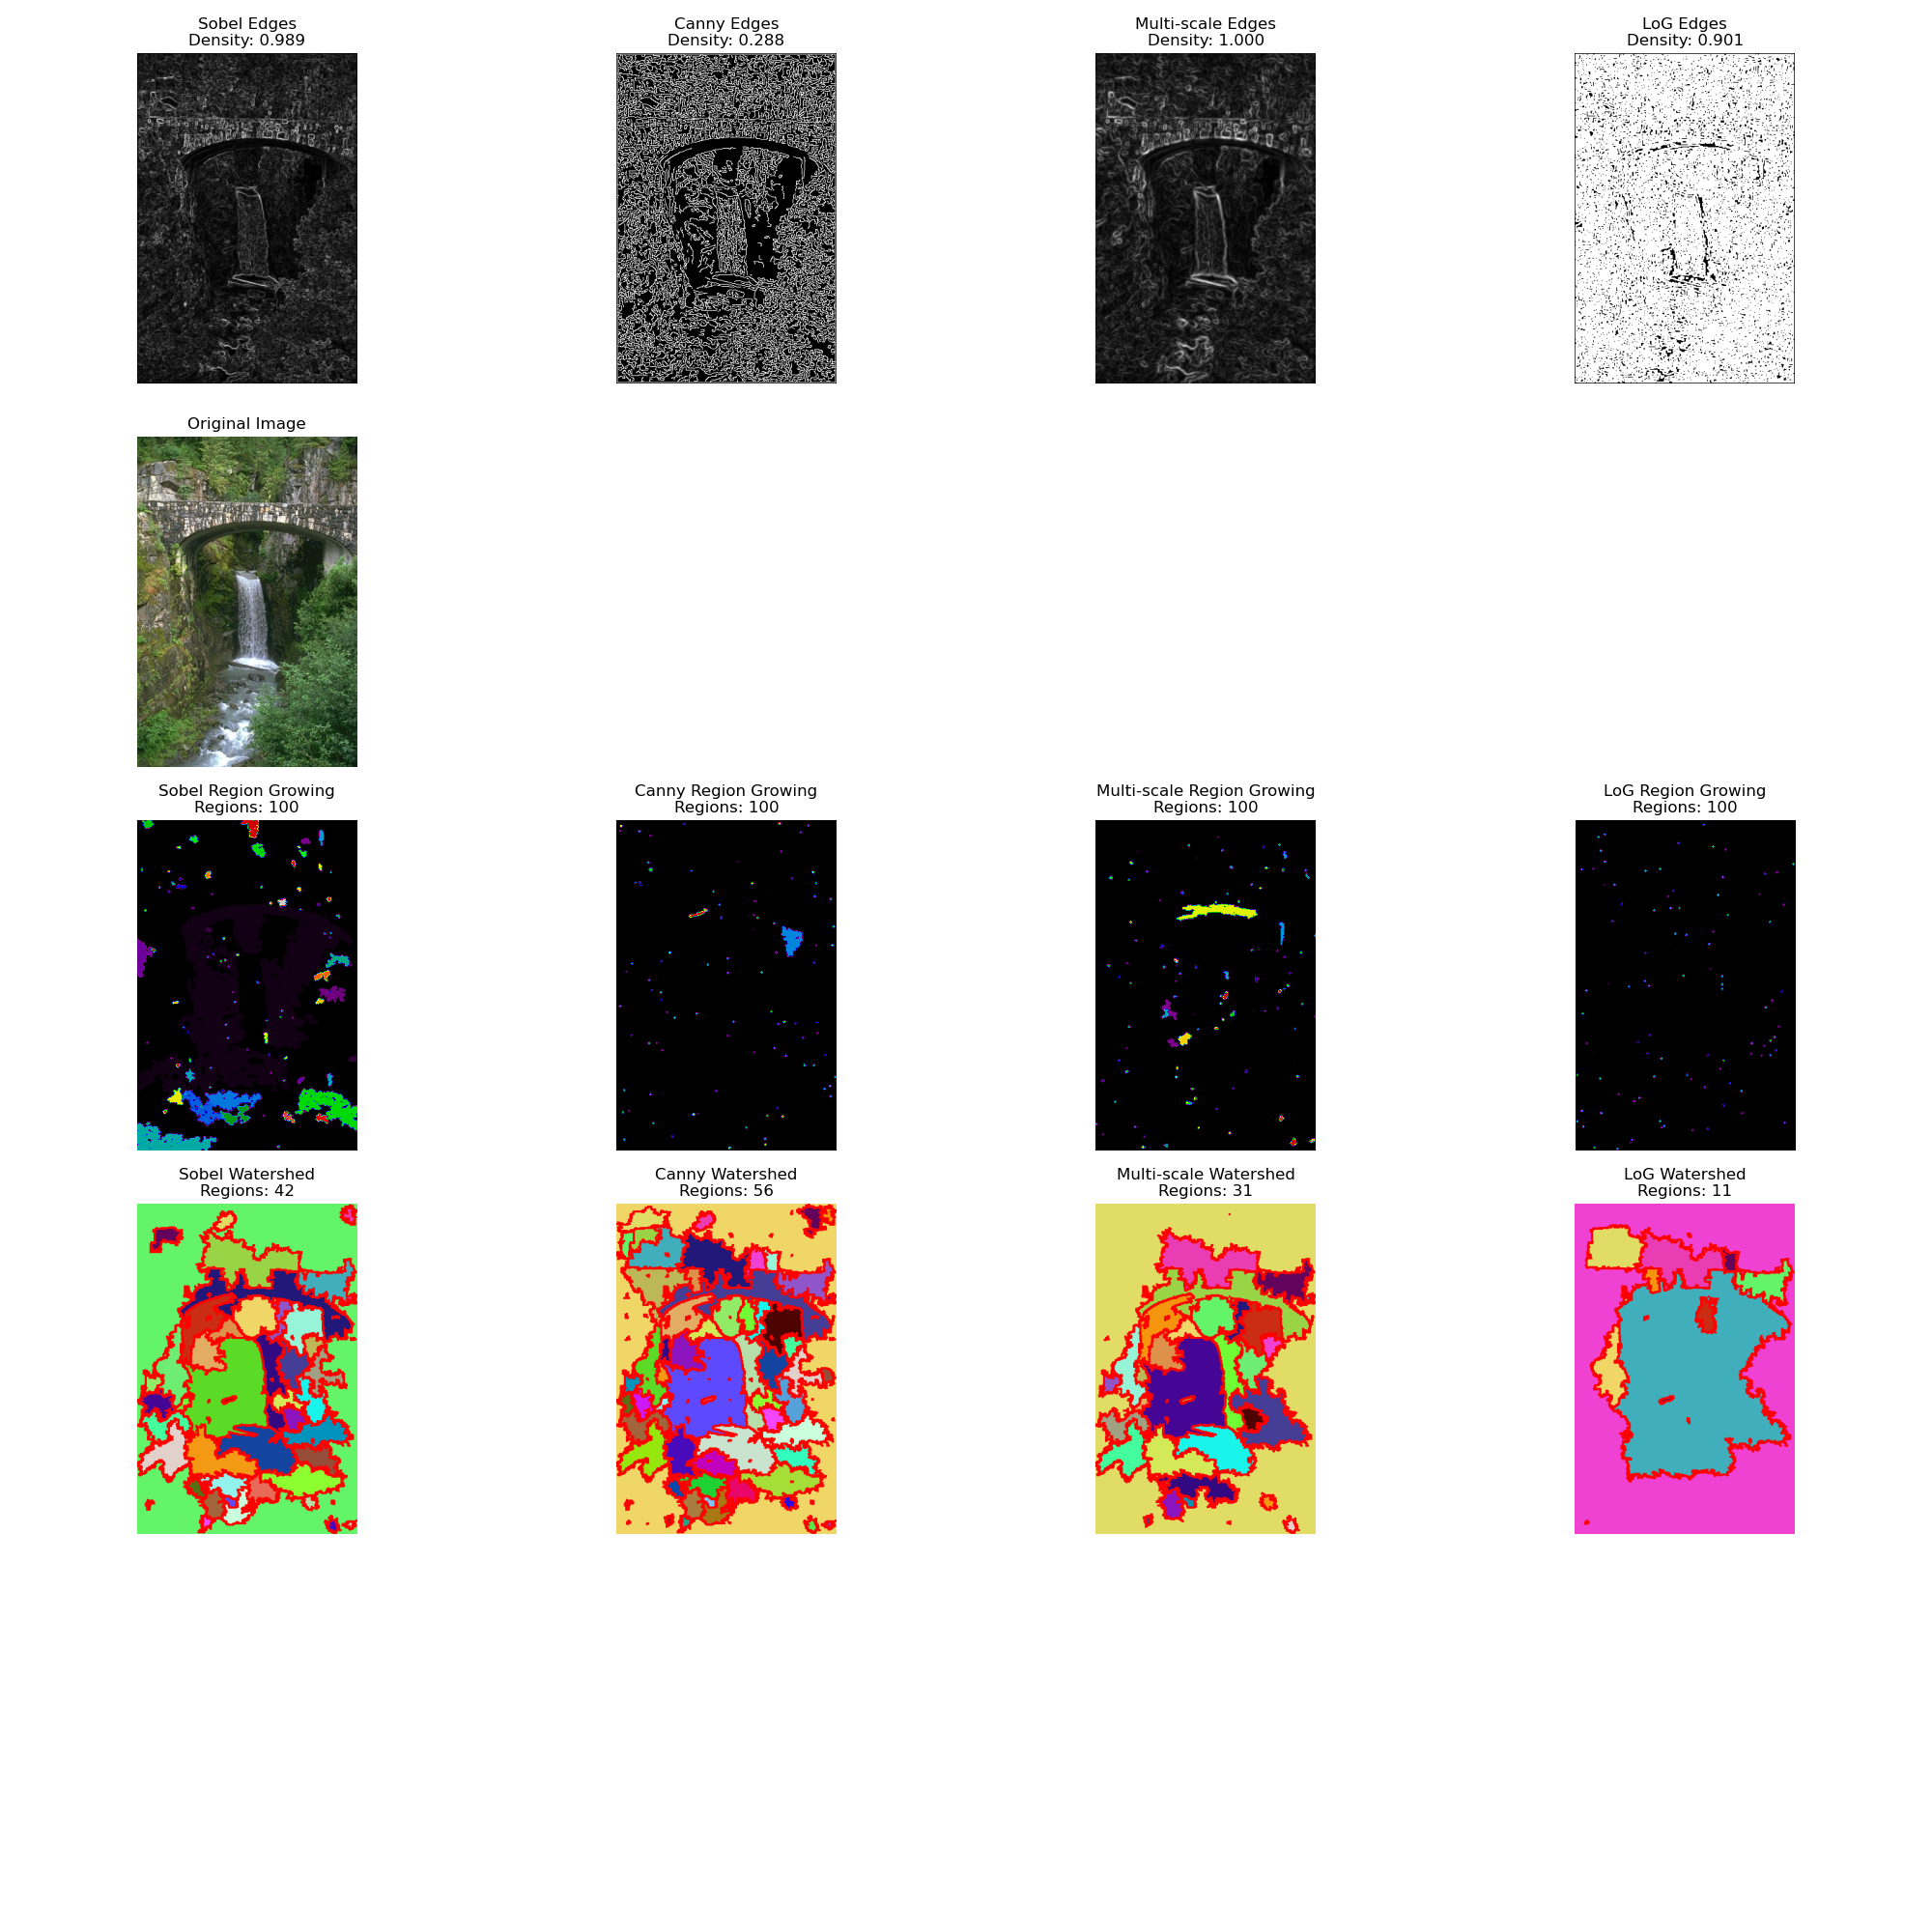 Sobel Edges
Density: 0.989
Canny Edges
Density: 0.288
Multi-scale Edges
Density: 1.000
LoG Edges
Density: 0.901
Original Image
Sobel Region Growing
Regions: 100
Canny Region Growing
Regions: 100
Multi-scale Region Growing
Regions: 100
LoG Region Growing
Regions: 100
Sobel Watershed
Regions: 42
Canny Watershed
Regions: 56
Multi-scale Watershed
Regions: 31
LoG Watershed
Regions: 11